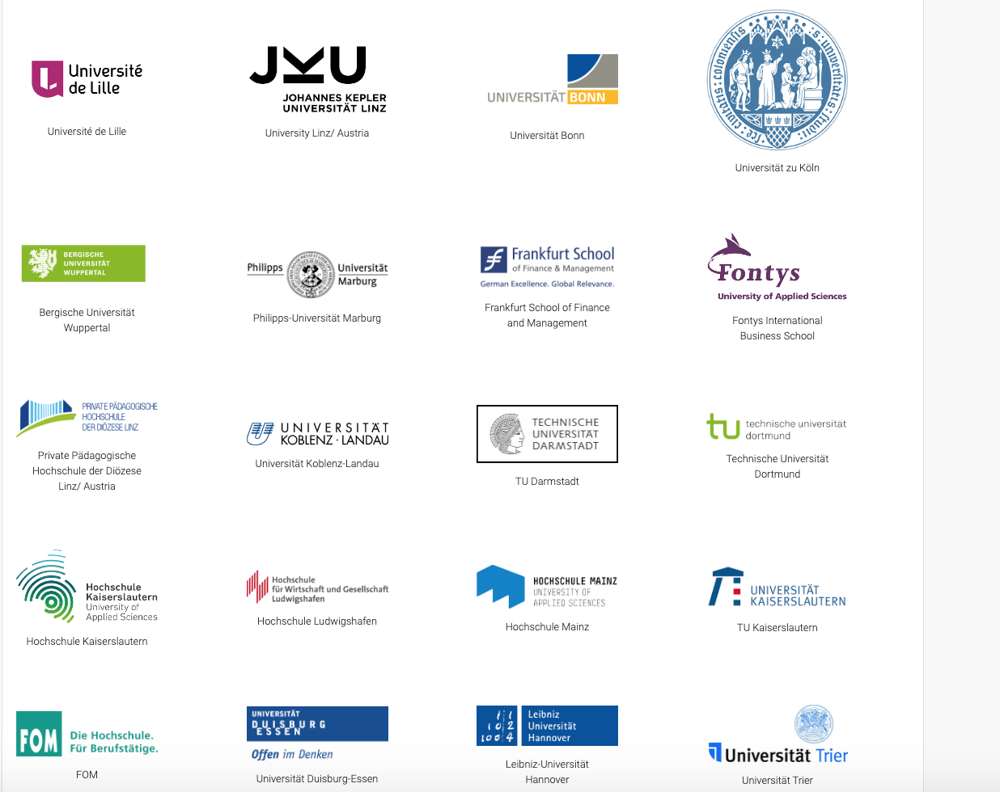 Université
de Lille
Université de Lille
JKU
JOHANNES KEPLER
UNIVERSITÄT LINZ
University Linz/ Austria
UNIVERSITÄT BONN
Universität Bonn
Universität zu Köln
BERGISCHE
UNIVERSITÄT
WUPPERTAL
Bergische Universität
Wuppertal
Philipps Universität
Marburg
Philipps-Universität Marburg
Frankfurt School
of Finance & Management
German Excellence. Global Relevance.
Frankfurt School of Finance
and Management
Fontys
University of Applied Sciences
Fontys International
Business School
PRIVATE PÄDAGOGISCHE
HOCHSCHULE
DER DIÖZESE LINZ
Private Pädagogische
Hochschule der Diözese
Linz/ Austria
UNIVERSITÄT
KOBLENZ · LANDAU
Universität Koblenz-Landau
TECHNISCHE
UNIVERSITÄT
DARMSTADT
TU Darmstadt
tu technische universität
dortmund
Technische Universität
Dortmund
Hochschule
Kaiserslautern
University of
Applied Sciences
Hochschule Kaiserslautern
Hochschule
für Wirtschaft und Gesellschaft
Ludwigshafen
Hochschule Ludwigshafen
HOCHSCHULE MAINZ
UNIVERSITY OF
APPLIED SCIENCES
Hochschule Mainz
UNIVERSITÄT
KAISERSLAUTERN
TU Kaiserslautern
FOM
Die Hochschule.
Für Berufstätige.
FOM
UNIVERSITÄT
DUISBURG
ESSEN
Offen im Denken
Universität Duisburg-Essen
11
102
1004
Leibniz
Universität
Hannover
Leibniz-Universität
Hannover
Universität Trier
Universität Trier